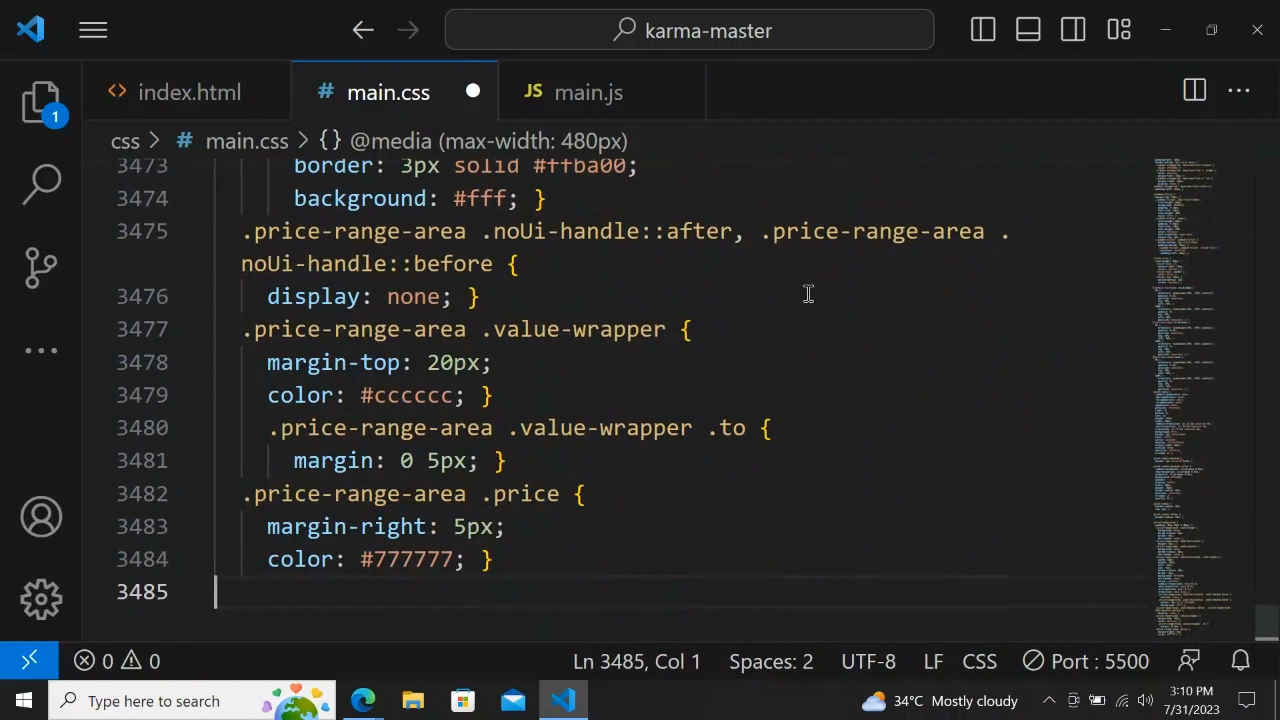 karma-master
index.html
# main.css
JS main.js
css > # main.css > {} @media (max-width: 480px)
3473 border: 3px solid #ffba00;
3474 background: #fff; }
3475 .price-range-area .noUi-handle::after, .price-range-area .
noUi-handle::before {
3476 display: none; }
3477 .price-range-area .value-wrapper {
3478 margin-top: 20px;
3479 color: #cccccc; }
3480 .price-range-area .value-wrapper .to {
3481 margin: 0 5px; }
3482 .price-range-area .price {
3483 margin-right: 5px;
3484 color: #777777; }
3485
1
0 0
Ln 3485, Col 1
Spaces: 2
UTF-8
LF
CSS
Port : 5500
Type here to search
34°C Mostly cloudy
3:10 PM
7/31/2023